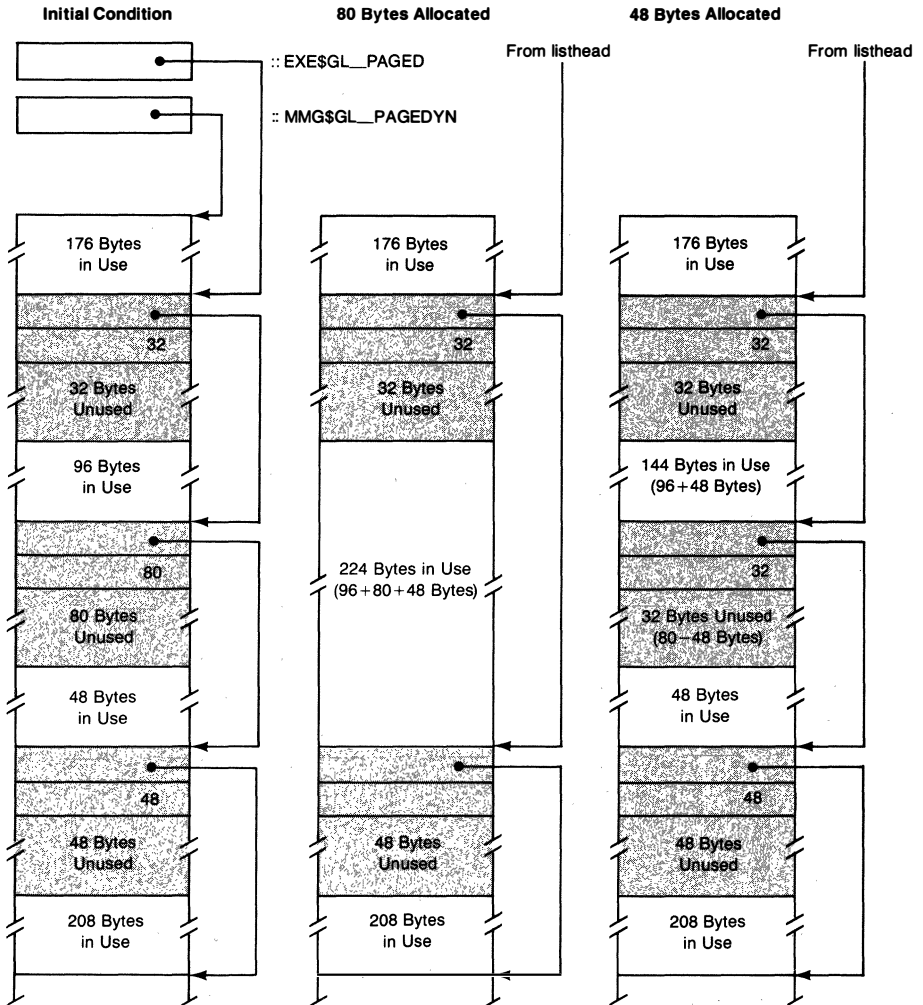 Initial Condition
80 Bytes Allocated
48 Bytes Allocated
:: EXE$GL__PAGED
:: MMG$GL__PAGEDYN
From listhead
From listhead
176 Bytes
in Use
32
32 Bytes
Unused
96 Bytes
in Use
80
80 Bytes
Unused
48 Bytes
in Use
48
48 Bytes
Unused
208 Bytes
in Use
176 Bytes
in Use
32
32 Bytes
Unused
224 Bytes in Use
(96+80+48 Bytes)
48 Bytes
Unused
208 Bytes
in Use
176 Bytes
in Use
32
32 Bytes
Unused
144 Bytes in Use
(96+48 Bytes)
32
32 Bytes Unused
(80−48 Bytes)
48 Bytes
in Use
48
48 Bytes
Unused
208 Bytes
in Use